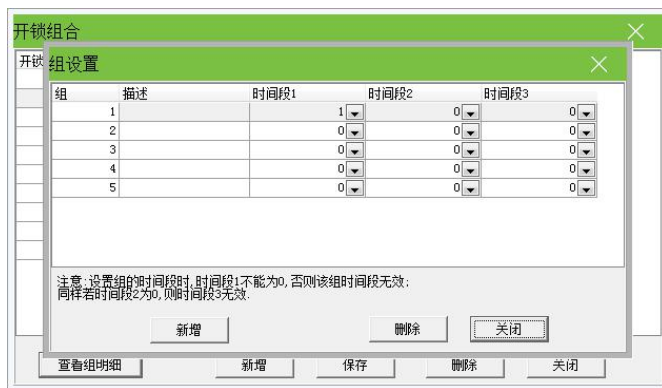 开锁组合
开锁
组设置
组 描述 时间段1 时间段2 时间段3
1 1 0 0
2 0 0 0
3 0 0 0
4 0 0 0
5 0 0 0
注意:设置组的时间段时,时间段1不能为0,否则该组时间段无效;
同样若时间段2为0,则时间段3无效.
新增 删除 关闭
查看组明细 新增 保存 删除 关闭